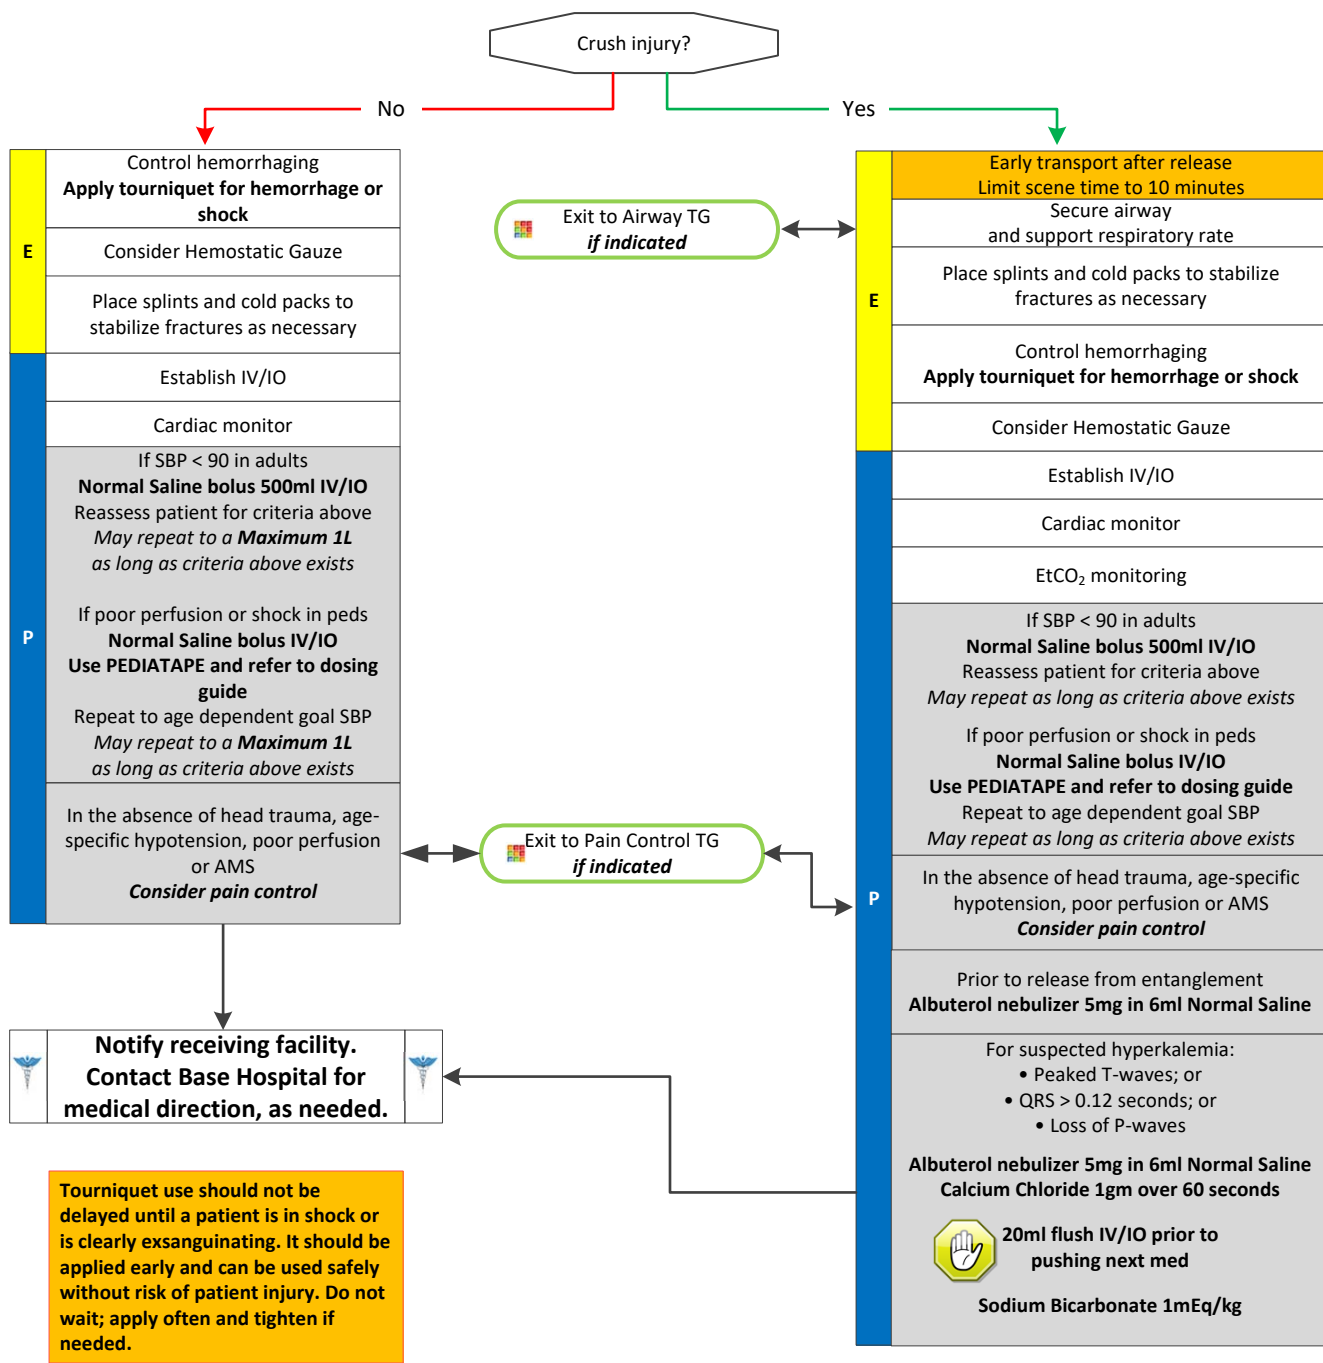 Crush injury?
No
Yes
Control hemorrhaging
Apply tourniquet for hemorrhage or
shock
E
Consider Hemostatic Gauze
Place splints and cold packs to
stabilize fractures as necessary
Establish IV/IO
Cardiac monitor
If SBP < 90 in adults
Normal Saline bolus 500ml IV/IO
Reassess patient for criteria above
May repeat to a Maximum 1L
as long as criteria above exists
If poor perfusion or shock in peds
P
Normal Saline bolus IV/IO
Use PEDIATAPE and refer to dosing
guide
Repeat to age dependent goal SBP
May repeat to a Maximum 1L
as long as criteria above exists
In the absence of head trauma, age-
specific hypotension, poor perfusion
or AMS
Consider pain control
Notify receiving facility.
Contact Base Hospital for
medical direction, as needed.
Tourniquet use should not be
delayed until a patient is in shock or
is clearly exsanguinating. It should be
applied early and can be used safely
without risk of patient injury. Do not
wait; apply often and tighten if
needed.
Exit to Airway TG
if indicated
Exit to Pain Control TG
if indicated
Early transport after release
Limit scene time to 10 minutes
Secure airway
and support respiratory rate
E
Place splints and cold packs to stabilize
fractures as necessary
Control hemorrhaging
Apply tourniquet for hemorrhage or shock
Consider Hemostatic Gauze
Establish IV/IO
Cardiac monitor
EtCO₂ monitoring
If SBP < 90 in adults
Normal Saline bolus 500ml IV/IO
Reassess patient for criteria above
May repeat as long as criteria above exists
If poor perfusion or shock in peds
Normal Saline bolus IV/IO
Use PEDIATAPE and refer to dosing guide
Repeat to age dependent goal SBP
May repeat as long as criteria above exists
P
In the absence of head trauma, age-specific
hypotension, poor perfusion or AMS
Consider pain control
Prior to release from entanglement
Albuterol nebulizer 5mg in 6ml Normal Saline
For suspected hyperkalemia:
• Peaked T-waves; or
• QRS > 0.12 seconds; or
• Loss of P-waves
Albuterol nebulizer 5mg in 6ml Normal Saline
Calcium Chloride 1gm over 60 seconds
20ml flush IV/IO prior to
pushing next med
Sodium Bicarbonate 1mEq/kg